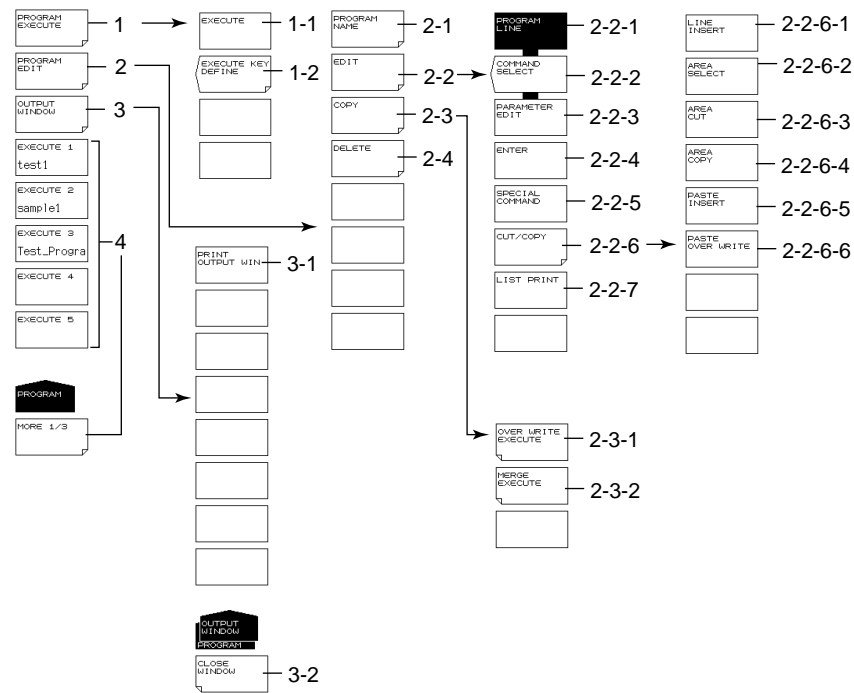 PROGRAM
EXECUTE
1
PROGRAM
EDIT
2
OUTPUT
WINDOW
3
EXECUTE 1
test1
EXECUTE 2
sample1
EXECUTE 3
Test_Progra
EXECUTE 4
EXECUTE 5
4
PROGRAM
MORE 1/3
EXECUTE
1-1
EXECUTE KEY
DEFINE
1-2
PRINT
OUTPUT WIN
3-1
OUTPUT
WINDOW
PROGRAM
CLOSE
WINDOW
3-2
PROGRAM
NAME
2-1
EDIT
2-2
COPY
2-3
DELETE
2-4
PROGRAM
LINE
2-2-1
COMMAND
SELECT
2-2-2
PARAMETER
EDIT
2-2-3
ENTER
2-2-4
SPECIAL
COMMAND
2-2-5
CUT/COPY
2-2-6
LIST PRINT
2-2-7
OVER WRITE
EXECUTE
2-3-1
MERGE
EXECUTE
2-3-2
LINE
INSERT
2-2-6-1
AREA
SELECT
2-2-6-2
AREA
CUT
2-2-6-3
AREA
COPY
2-2-6-4
PASTE
INSERT
2-2-6-5
PASTE
OVER WRITE
2-2-6-6